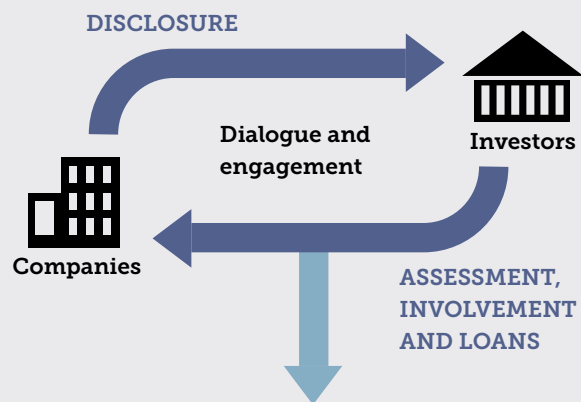 DISCLOSURE
Dialogue and
engagement
Investors
Companies
ASSESSMENT,
INVOLVEMENT
AND LOANS